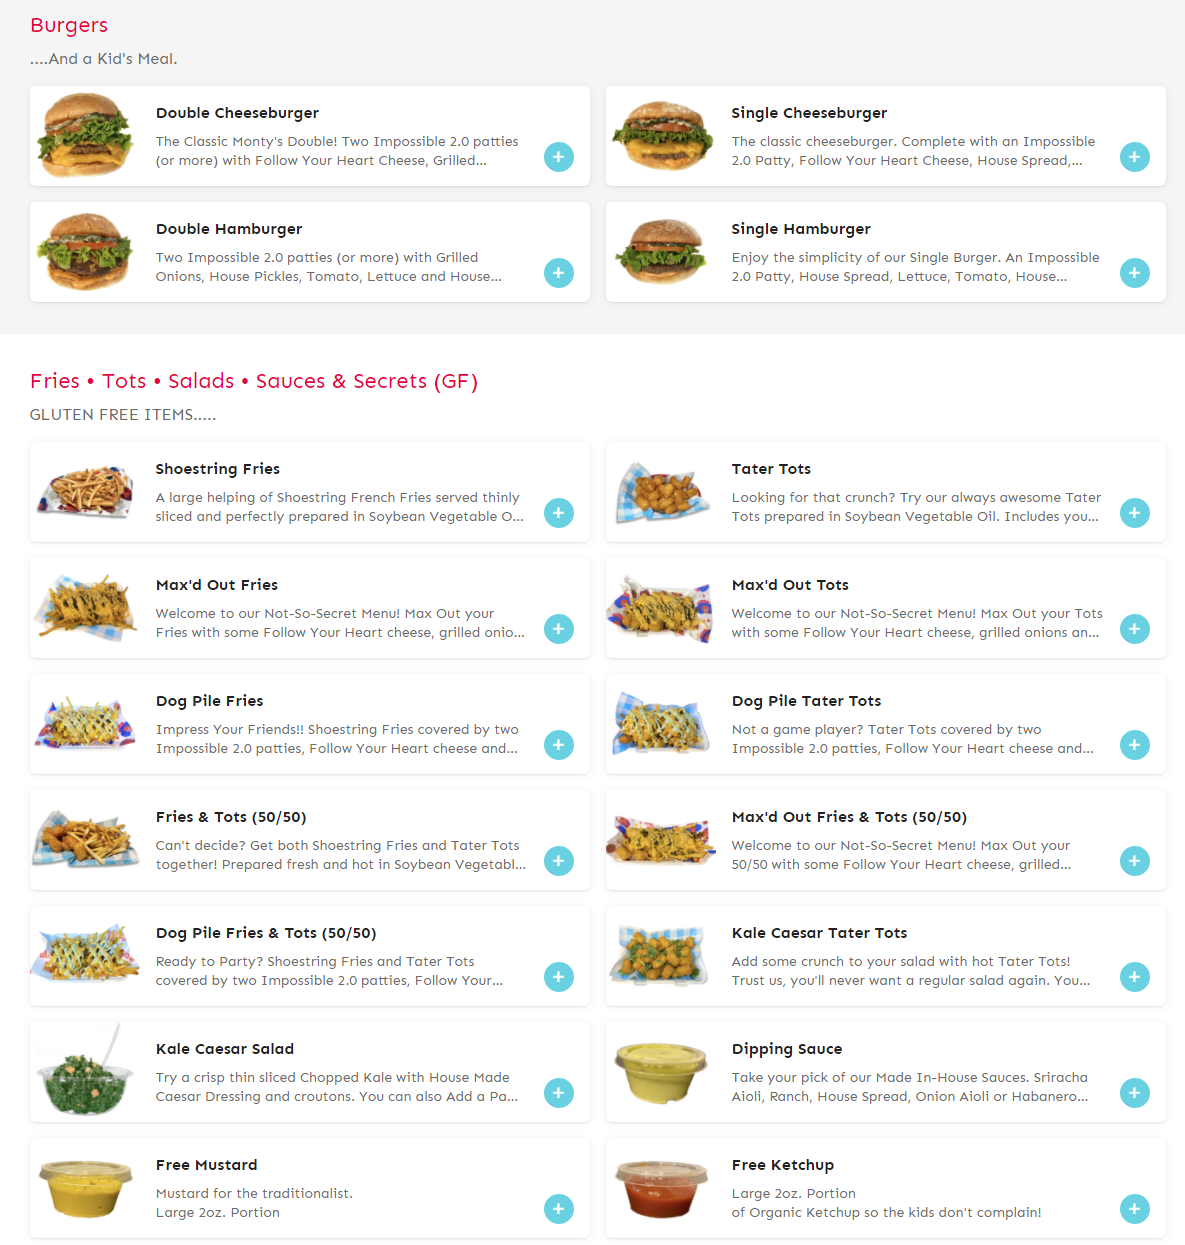 Burgers
....And a Kid's Meal.
Double Cheeseburger
The Classic Monty's Double! Two Impossible 2.0 patties
(or more) with Follow Your Heart Cheese, Grilled...
Single Cheeseburger
The classic cheeseburger. Complete with an Impossible
2.0 Patty, Follow Your Heart Cheese, House Spread,...
Double Hamburger
Two Impossible 2.0 patties (or more) with Grilled
Onions, House Pickles, Tomato, Lettuce and House...
Single Hamburger
Enjoy the simplicity of our Single Burger. An Impossible
2.0 Patty, House Spread, Lettuce, Tomato, House...
Fries • Tots • Salads • Sauces & Secrets (GF)
GLUTEN FREE ITEMS.....
Shoestring Fries
A large helping of Shoestring French Fries served thinly
sliced and perfectly prepared in Soybean Vegetable O...
Tater Tots
Looking for that crunch? Try our always awesome Tater
Tots prepared in Soybean Vegetable Oil. Includes you...
Max'd Out Fries
Welcome to our Not-So-Secret Menu! Max Out your
Fries with some Follow Your Heart cheese, grilled onio...
Max'd Out Tots
Welcome to our Not-So-Secret Menu! Max Out your Tots
with some Follow Your Heart cheese, grilled onions an...
Dog Pile Fries
Impress Your Friends!! Shoestring Fries covered by two
Impossible 2.0 patties, Follow Your Heart cheese and...
Dog Pile Tater Tots
Not a game player? Tater Tots covered by two
Impossible 2.0 patties, Follow Your Heart cheese and...
Fries & Tots (50/50)
Can't decide? Get both Shoestring Fries and Tater Tots
together! Prepared fresh and hot in Soybean Vegetabl...
Max'd Out Fries & Tots (50/50)
Welcome to our Not-So-Secret Menu! Max Out your
50/50 with some Follow Your Heart cheese, grilled...
Dog Pile Fries & Tots (50/50)
Ready to Party? Shoestring Fries and Tater Tots
covered by two Impossible 2.0 patties, Follow Your...
Kale Caesar Tater Tots
Add some crunch to your salad with hot Tater Tots!
Trust us, you'll never want a regular salad again. You...
Kale Caesar Salad
Try a crisp thin sliced Chopped Kale with House Made
Caesar Dressing and croutons. You can also Add a Pa...
Dipping Sauce
Take your pick of our Made In-House Sauces. Sriracha
Aioli, Ranch, House Spread, Onion Aioli or Habanero...
Free Mustard
Mustard for the traditionalist.
Large 2oz. Portion
Free Ketchup
Large 2oz. Portion
of Organic Ketchup so the kids don't complain!